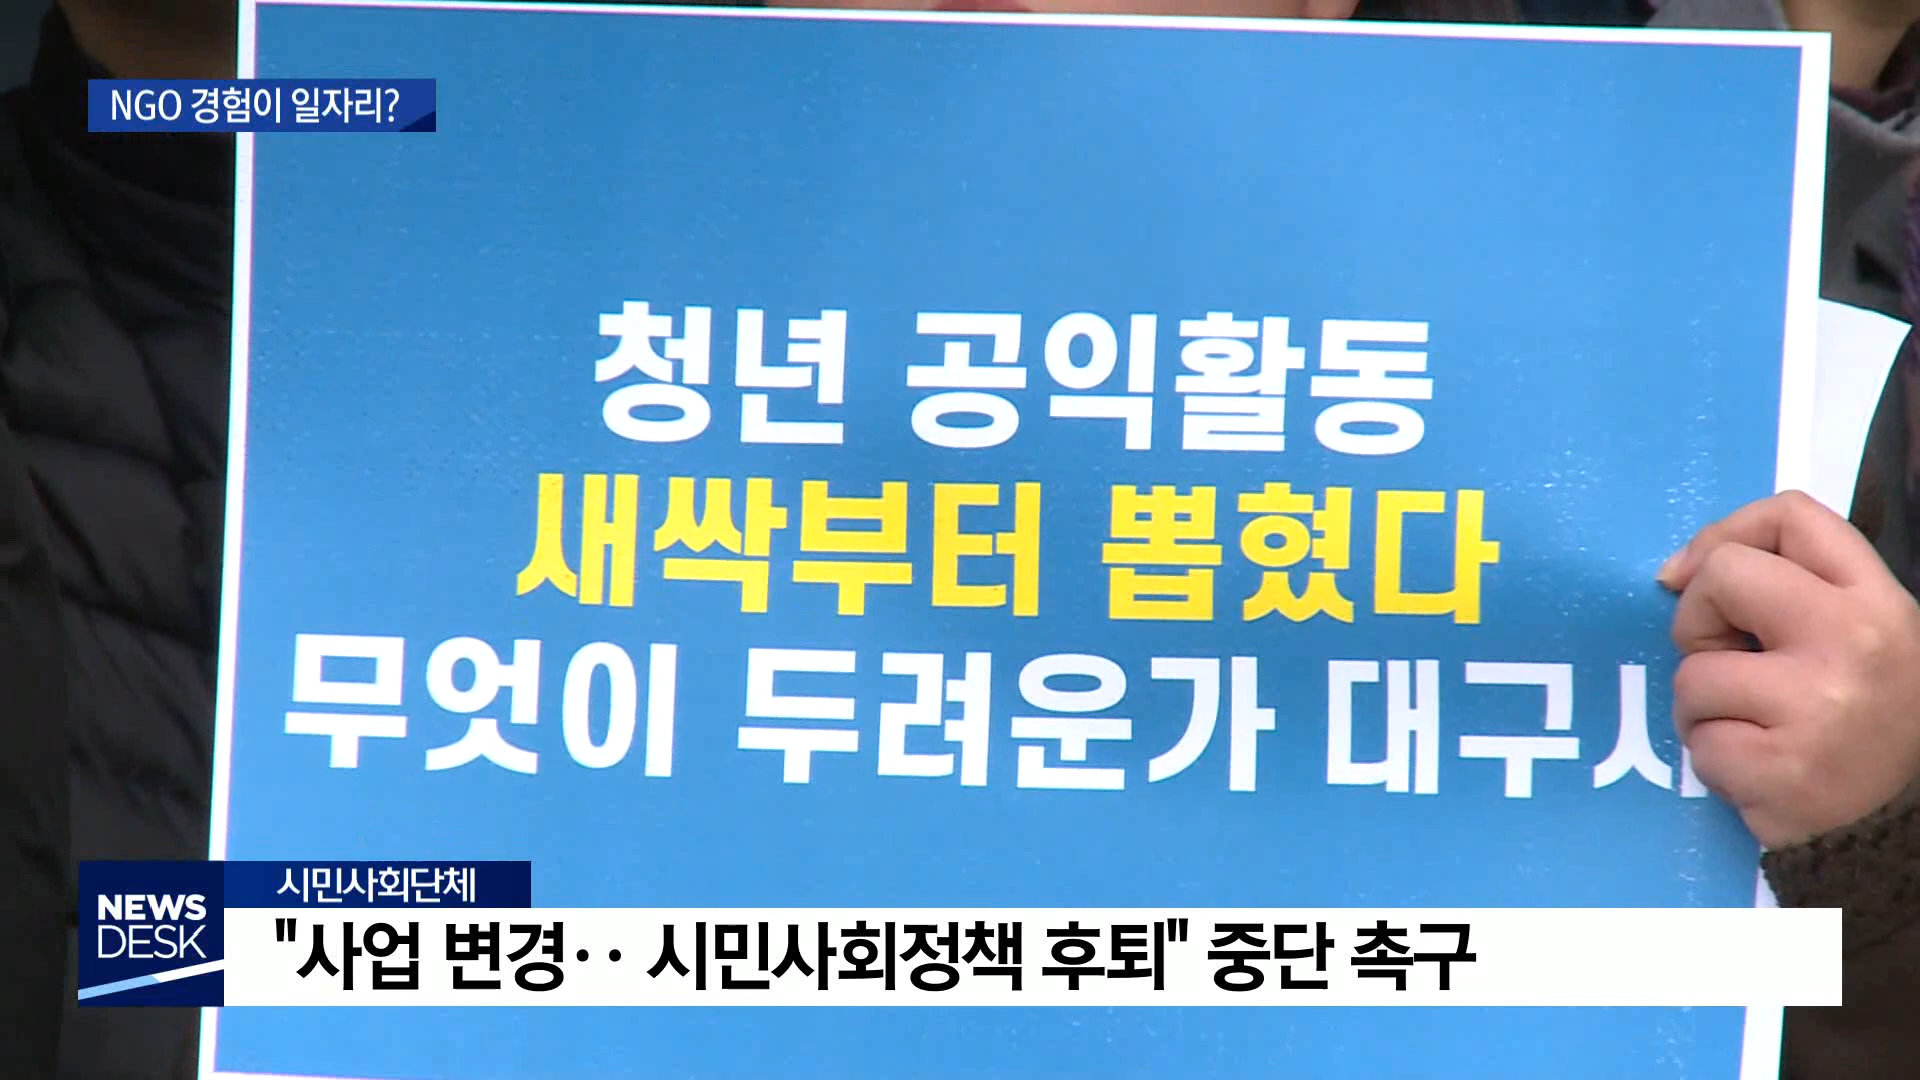 NGO 경험이 일자리?
청년 공익활동
새싹부터 뽑혔다
무엇이 두려운가 대구시
시민사회단체
NEWS
DESK
"사업 변경‥ 시민사회정책 후퇴" 중단 촉구